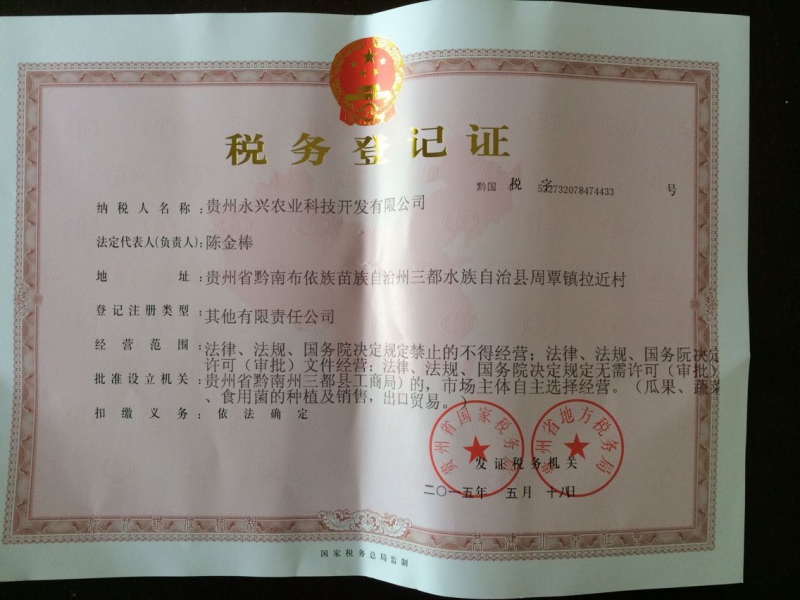 税务登记证
黔国 税 字 522732078474433 号
纳税人名称：贵州永兴农业科技开发有限公司
法定代表人(负责人)：陈金棒
地 址：贵州省黔南布依族苗族自治州三都水族自治县周覃镇拉近村
登记注册类型：其他有限责任公司
经营范围：法律、法规、国务院决定规定禁止的不得经营；法律、法规、国务院决定
许可（审批）文件经营；法律、法规、国务院决定规定无需许可（审批）
批准设立机关：贵州省黔南州三都县工商局）的，市场主体自主选择经营。（瓜果、蔬菜
、食用菌的种植及销售，出口贸易。）
扣缴义务：依法确定
贵州省国家税务局
贵州省地方税务局
发证税务机关
二〇一五年 五月 十八日
国家税务总局监制